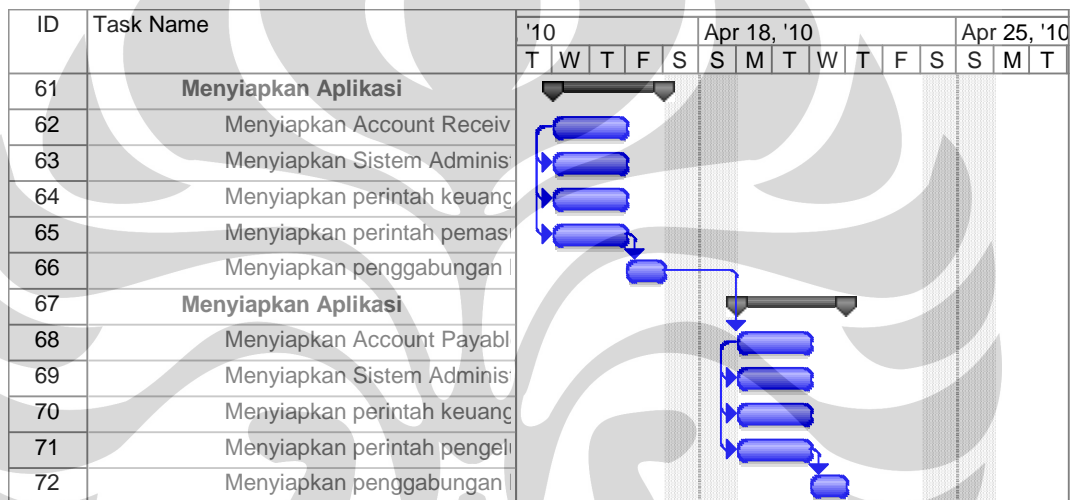 ID Task Name '10 Apr 18, '10 Apr 25, '10
T W T F S S M T W T F S S M T
61 Menyiapkan Aplikasi
62 Menyiapkan Account Receiv
63 Menyiapkan Sistem Adminis
64 Menyiapkan perintah keuang
65 Menyiapkan perintah pemas
66 Menyiapkan penggabungan
67 Menyiapkan Aplikasi
68 Menyiapkan Account Payabl
69 Menyiapkan Sistem Adminis
70 Menyiapkan perintah keuang
71 Menyiapkan perintah pengel
72 Menyiapkan penggabungan